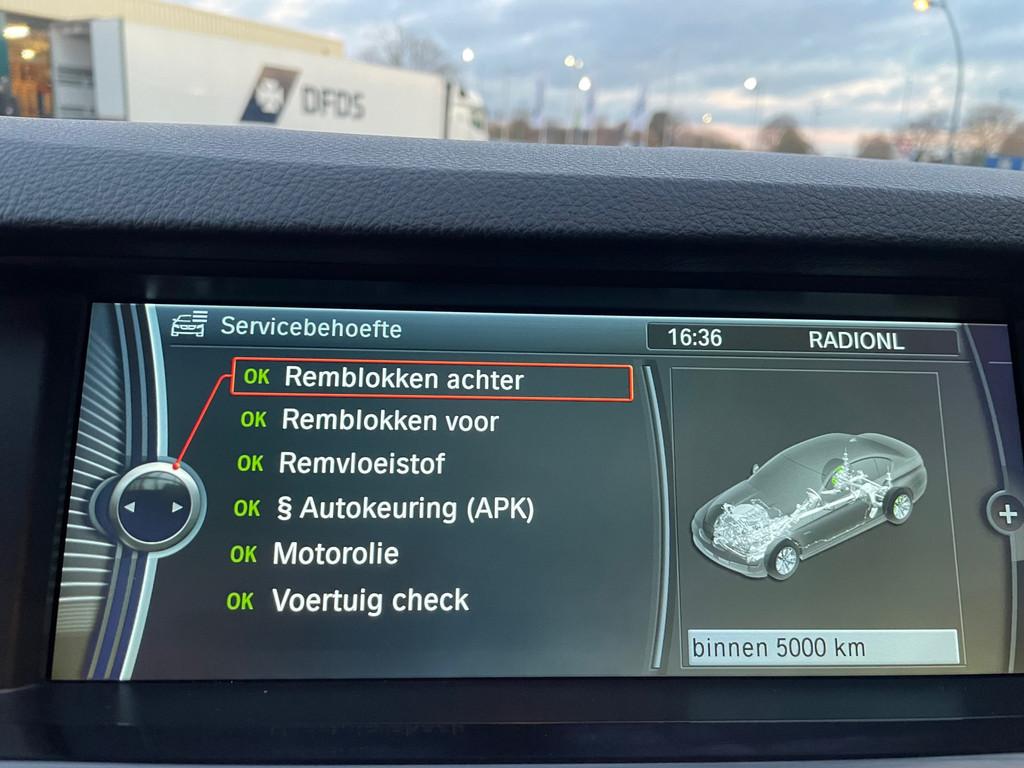 DFDS
Servicebehoefte
16:36 RADIONL
OK Remblokken achter
OK Remblokken voor
OK Remvloeistof
OK § Autokeuring (APK)
OK Motorolie
OK Voertuig check
binnen 5000 km